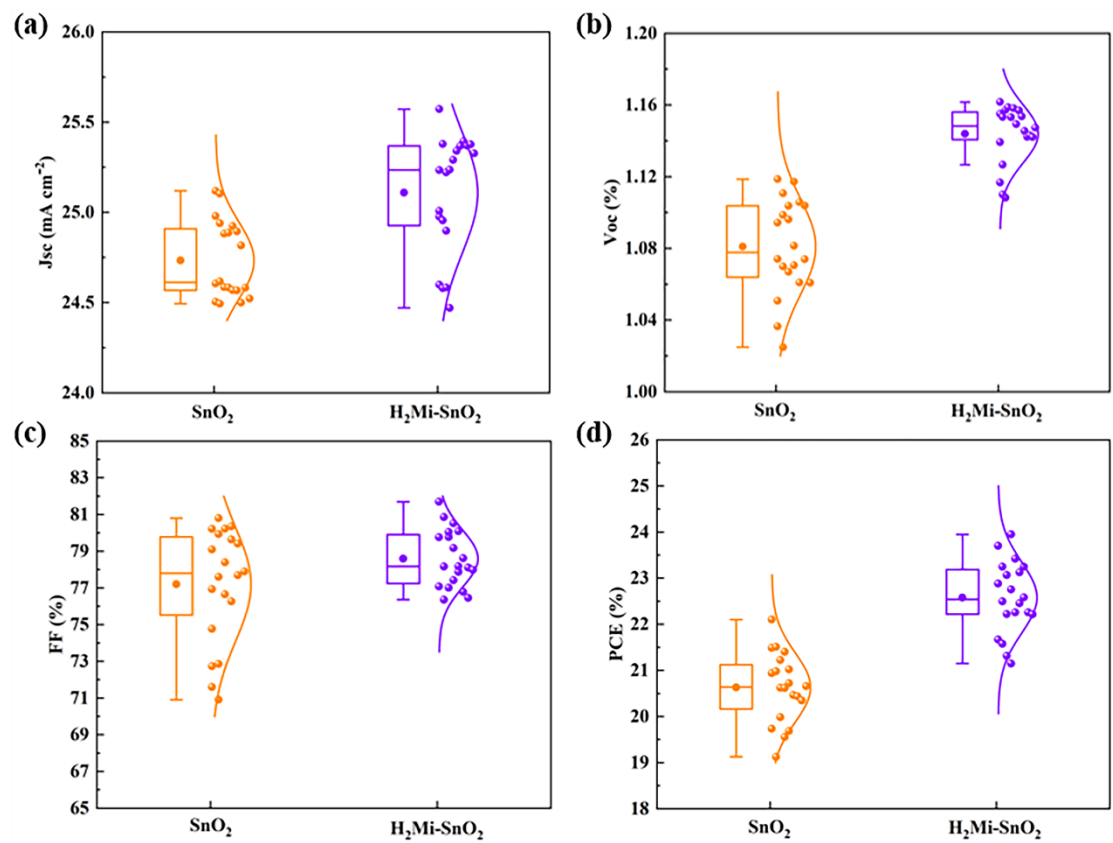 (a)
Jsc (mA cm⁻²)
26.0
25.5
25.0
24.5
24.0
SnO₂
H₂Mi-SnO₂
(b)
Voc (%)
1.20
1.16
1.12
1.08
1.04
1.00
SnO₂
H₂Mi-SnO₂
(c)
FF (%)
85
83
81
79
77
75
73
71
69
67
65
SnO₂
H₂Mi-SnO₂
(d)
PCE (%)
26
25
24
23
22
21
20
19
18
SnO₂
H₂Mi-SnO₂